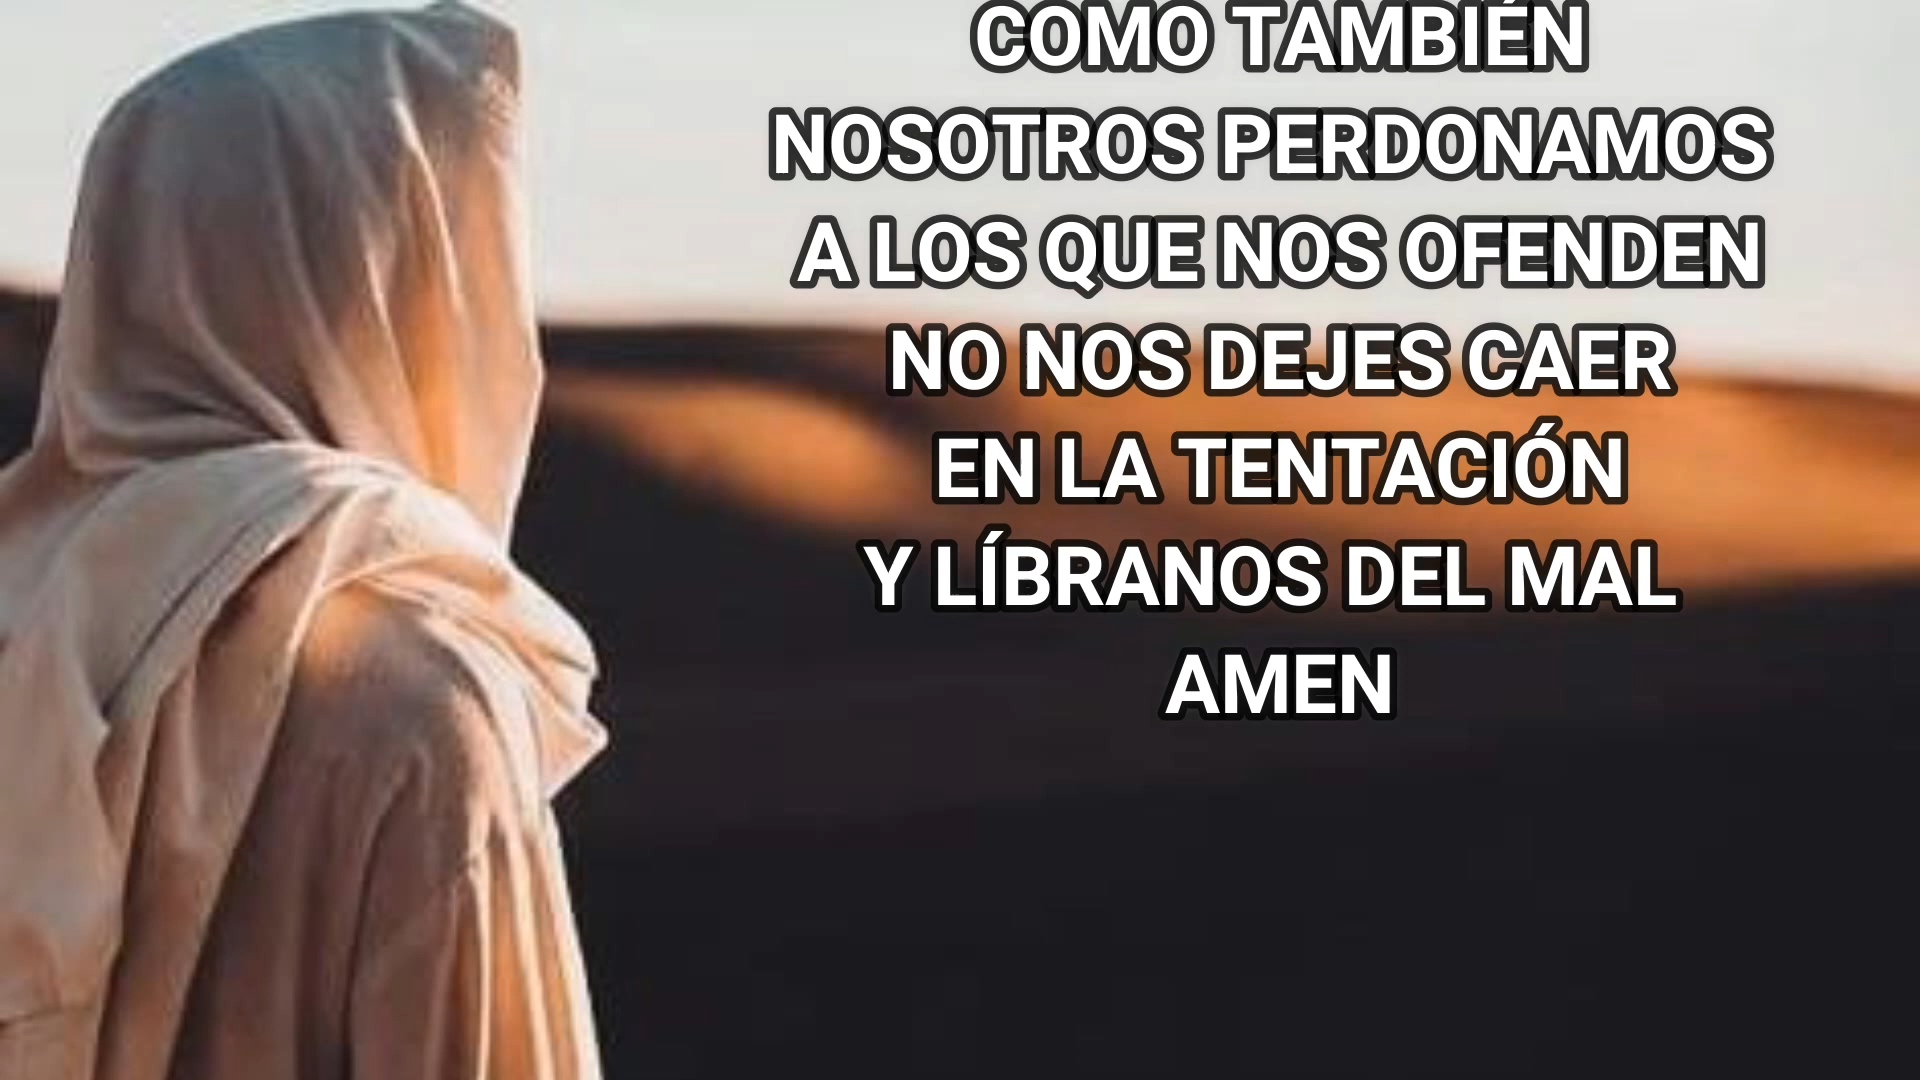 COMO TAMBIÉN
NOSOTROS PERDONAMOS
A LOS QUE NOS OFENDEN
NO NOS DEJES CAER
EN LA TENTACIÓN
Y LÍBRANOS DEL MAL
AMEN